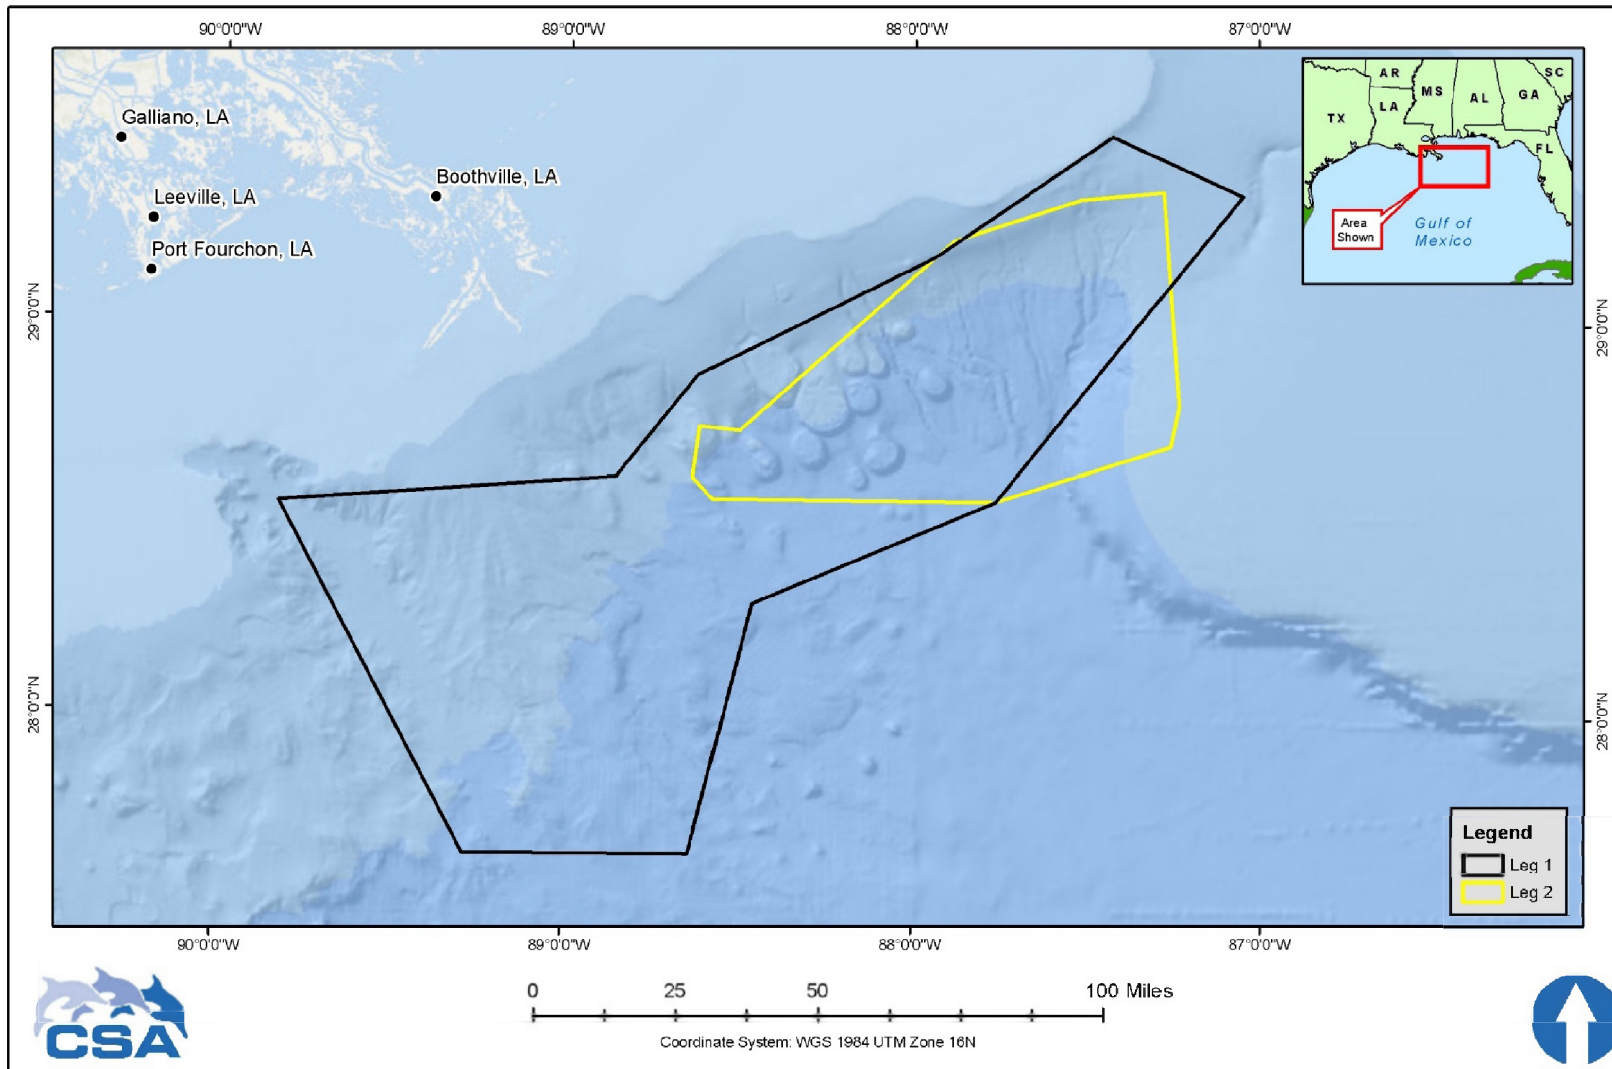 90°0'0"W
89°0'0"W
88°0'0"W
87°0'0"W
Galliano, LA
Leeville, LA
Port Fourchon, LA
Boothville, LA
AR
SC
MS
AL
GA
LA
TX
FL
Area
Shown
Gulf of
Mexico
29°0'0"N
29°0'0"N
28°0'0"N
28°0'0"N
Legend
Leg 1
Leg 2
90°0'0"W
89°0'0"W
88°0'0"W
87°0'0"W
CSA
0
25
50
100 Miles
Coordinate System: WGS 1984 UTM Zone 16N